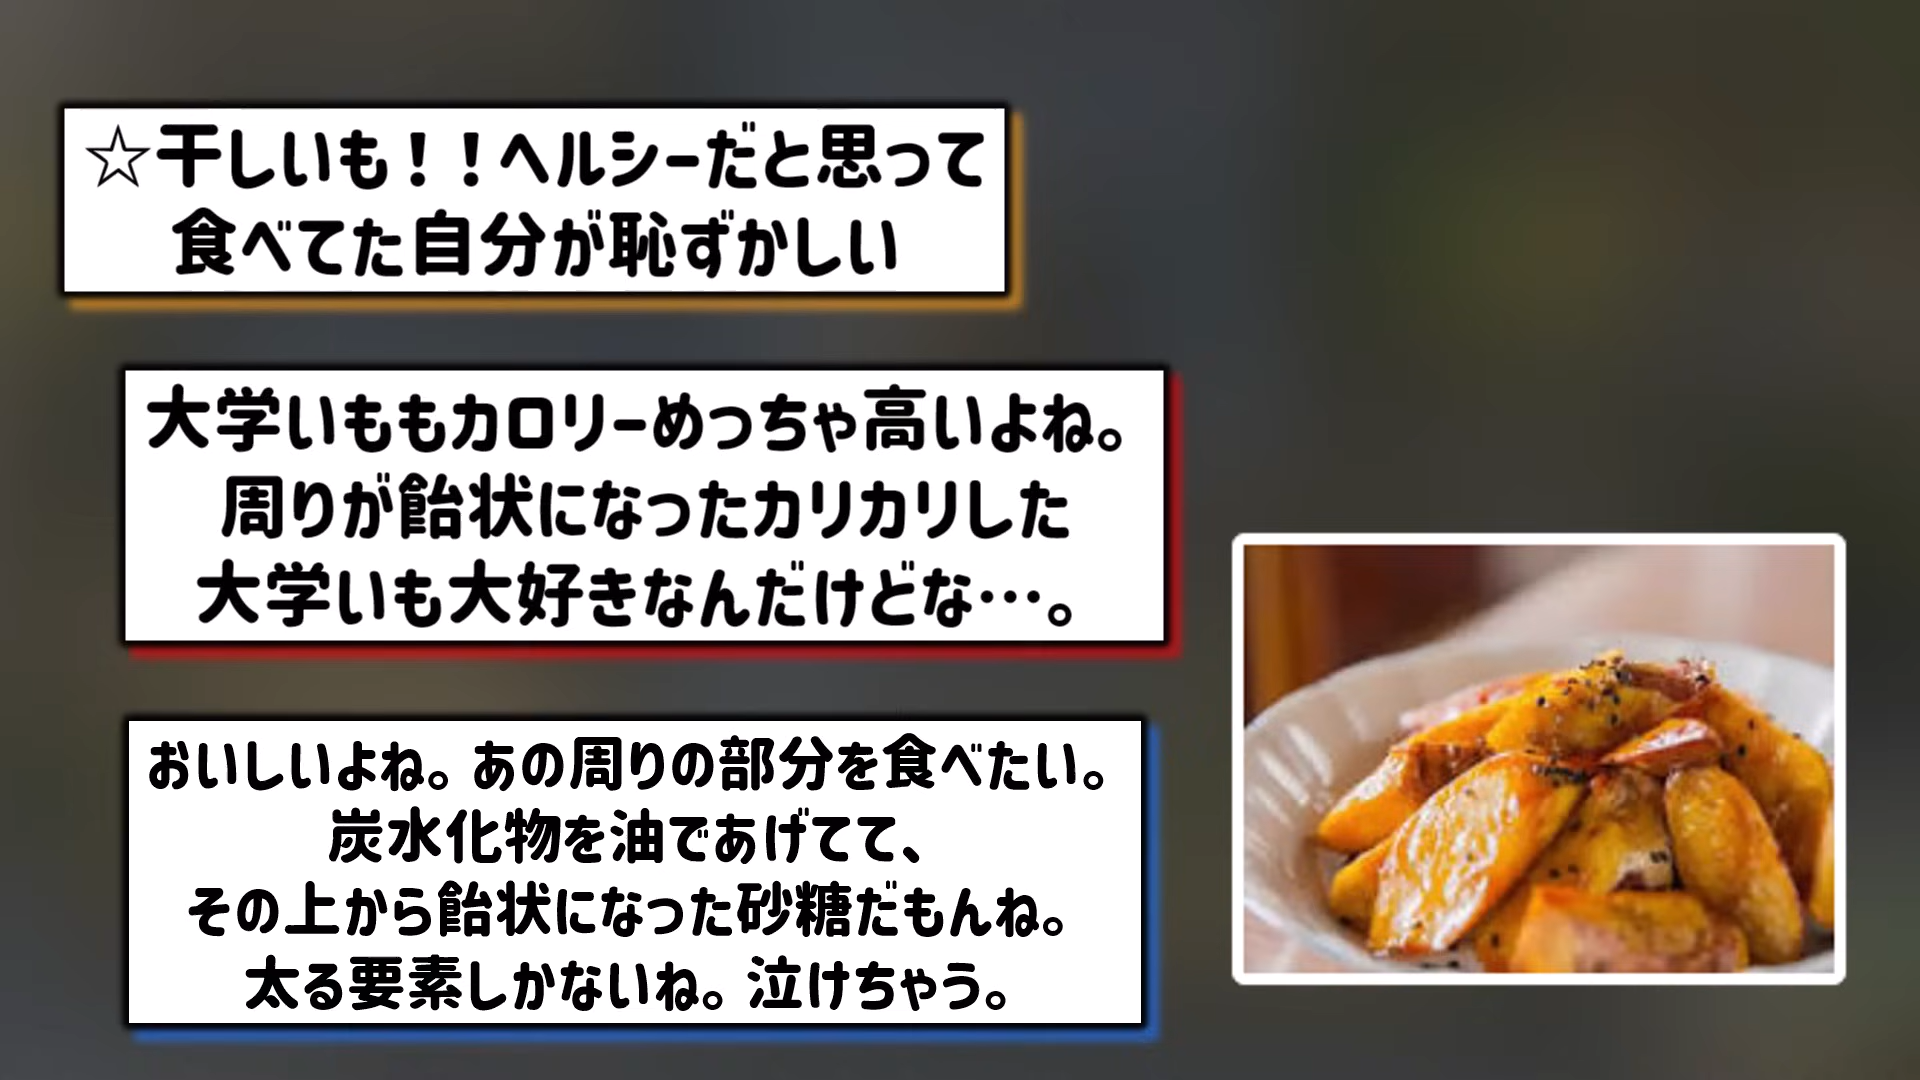 ☆干しいも！！ヘルシーだと思って
食べてた自分が恥ずかしい
大学いももカロリーめっちゃ高いよね。
周りが飴状になったカリカリした
大学いも大好きなんだけどな…。
おいしいよね。あの周りの部分を食べたい。
炭水化物を油であげてて、
その上から飴状になった砂糖だもんね。
太る要素しかないね。泣けちゃう。